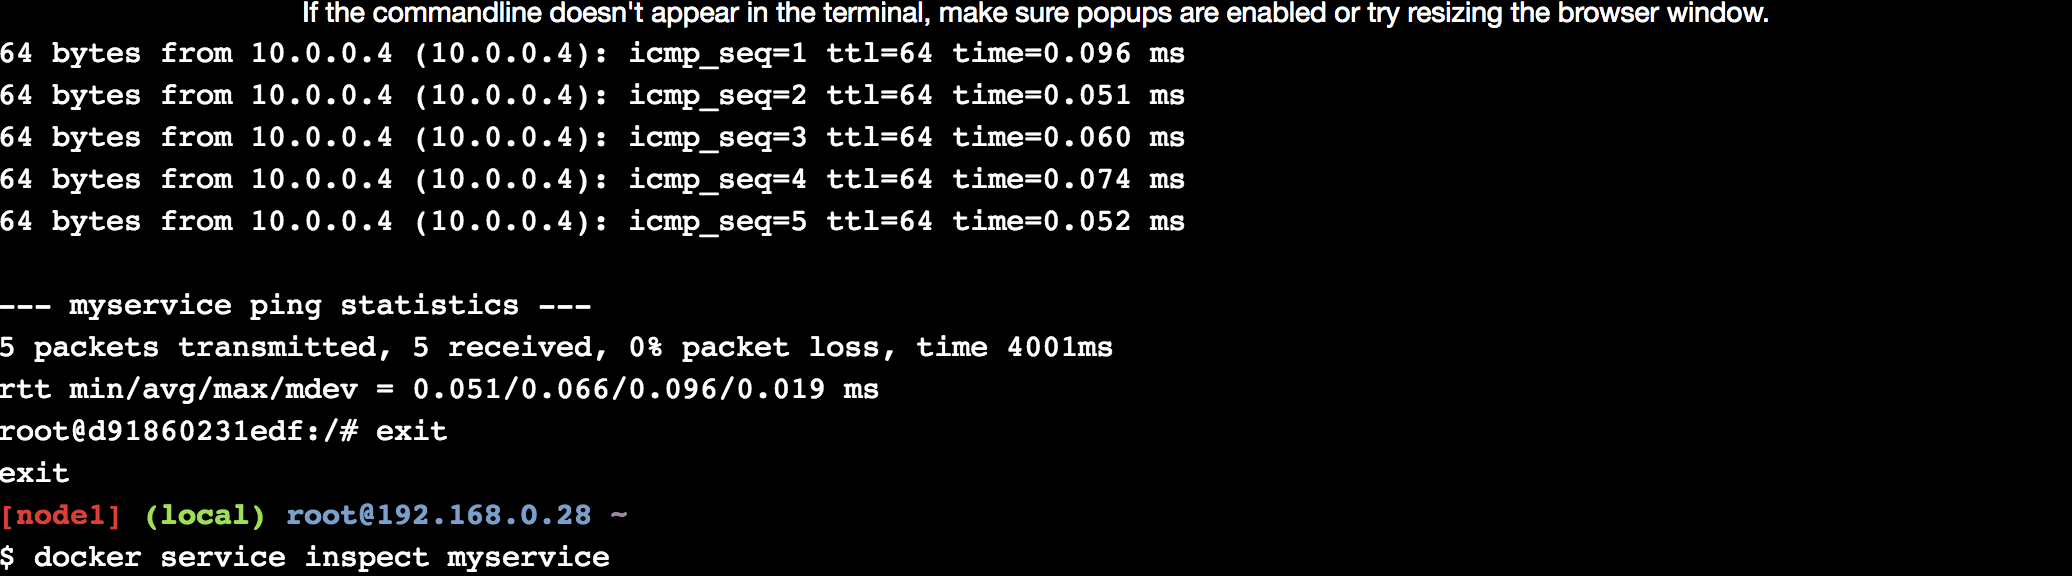 If the commandline doesn't appear in the terminal, make sure popups are enabled or try resizing the browser window.
64 bytes from 10.0.0.4 (10.0.0.4): icmp_seq=1 ttl=64 time=0.096 ms
64 bytes from 10.0.0.4 (10.0.0.4): icmp_seq=2 ttl=64 time=0.051 ms
64 bytes from 10.0.0.4 (10.0.0.4): icmp_seq=3 ttl=64 time=0.060 ms
64 bytes from 10.0.0.4 (10.0.0.4): icmp_seq=4 ttl=64 time=0.074 ms
64 bytes from 10.0.0.4 (10.0.0.4): icmp_seq=5 ttl=64 time=0.052 ms
--- myservice ping statistics ---
5 packets transmitted, 5 received, 0% packet loss, time 4001ms
rtt min/avg/max/mdev = 0.051/0.066/0.096/0.019 ms
root@d91860231edf:/# exit
exit
[node1] (local) root@192.168.0.28 ~
$ docker service inspect myservice